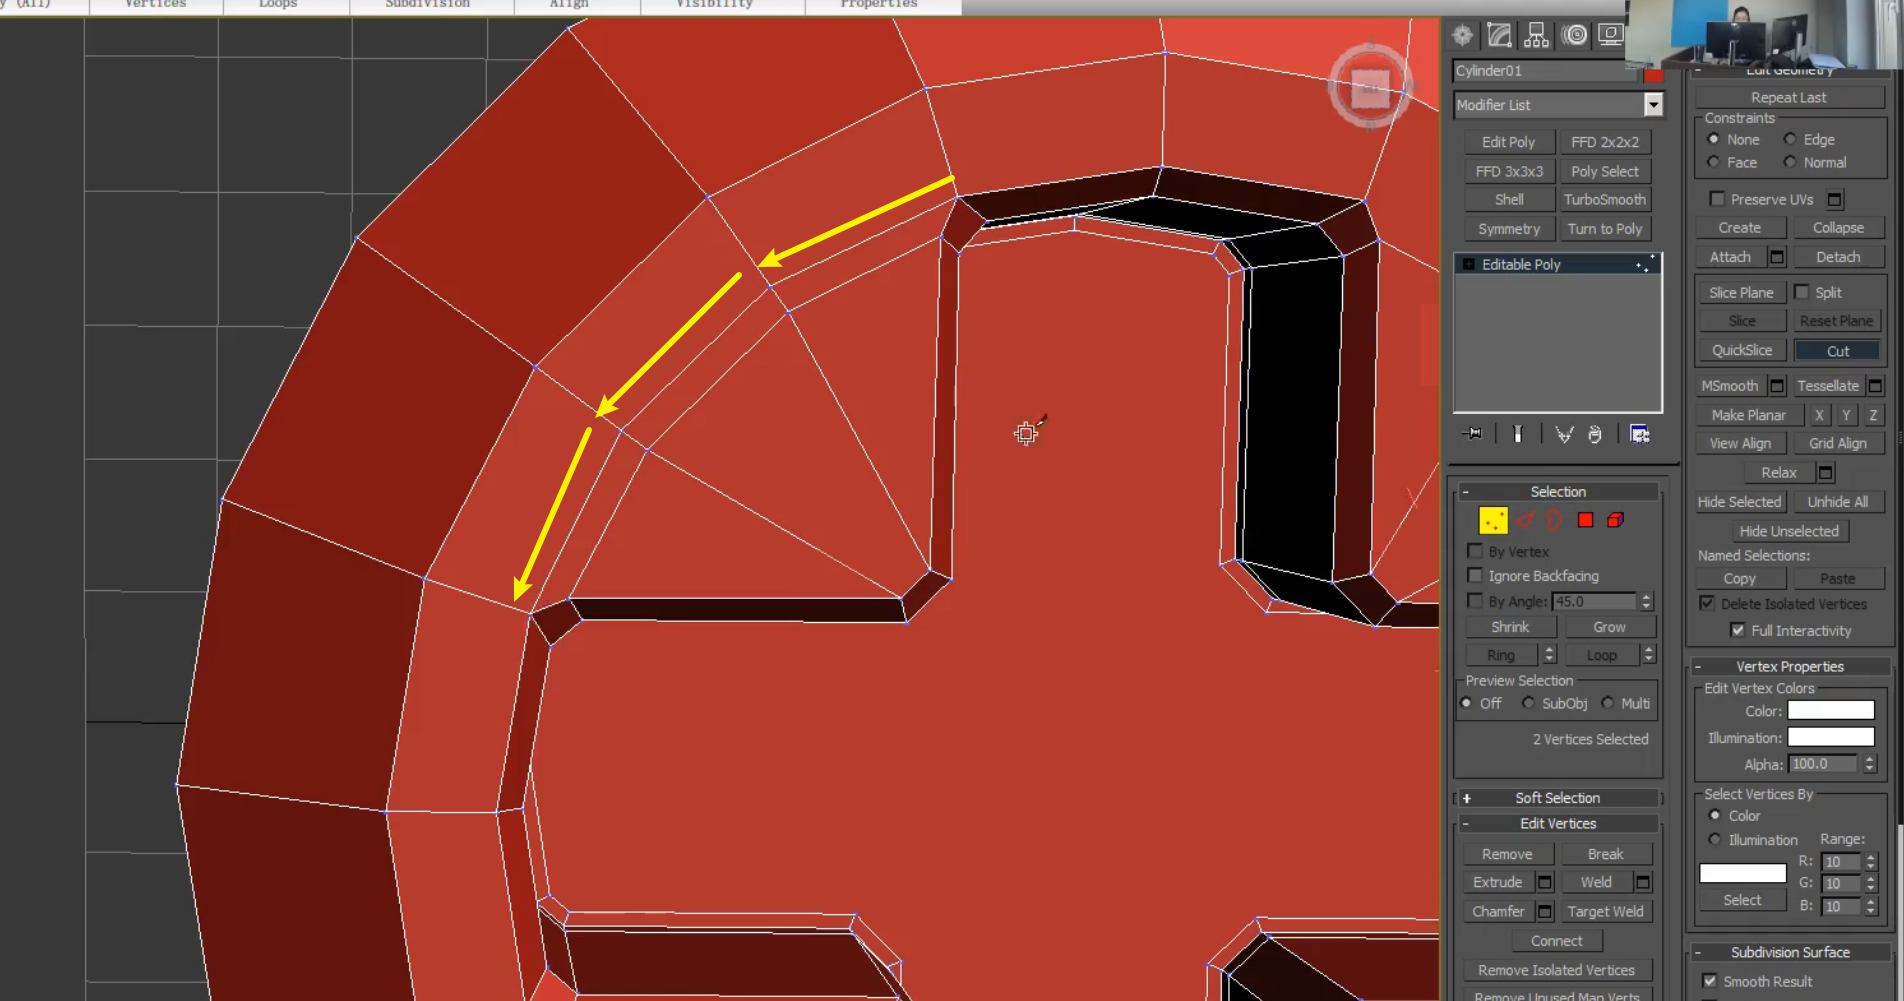 y (All) Vertices Loops Subdivision Align Visibility Properties
Cylinder01
Modifier List
Edit Poly FFD 2x2x2
FFD 3x3x3 Poly Select
Shell TurboSmooth
Symmetry Turn to Poly
Editable Poly
Selection
By Vertex
Ignore Backfacing
By Angle: 45.0
Shrink Grow
Ring Loop
Preview Selection
Off SubObj Multi
2 Vertices Selected
+ Soft Selection
- Edit Vertices
Remove Break
Extrude Weld
Chamfer Target Weld
Connect
Remove Isolated Vertices
Remove Unused Map Verts
Edit Geometry
Repeat Last
Constraints
None Edge
Face Normal
Preserve UVs
Create Collapse
Attach Detach
Slice Plane Split
Slice Reset Plane
QuickSlice Cut
MSmooth Tessellate
Make Planar X Y Z
View Align Grid Align
Relax
Hide Selected Unhide All
Hide Unselected
Named Selections:
Copy Paste
Delete Isolated Vertices
Full Interactivity
- Vertex Properties
Edit Vertex Colors
Color:
Illumination:
Alpha: 100.0
Select Vertices By
Color
Illumination Range:
R: 10
G: 10
Select B: 10
- Subdivision Surface
Smooth Result